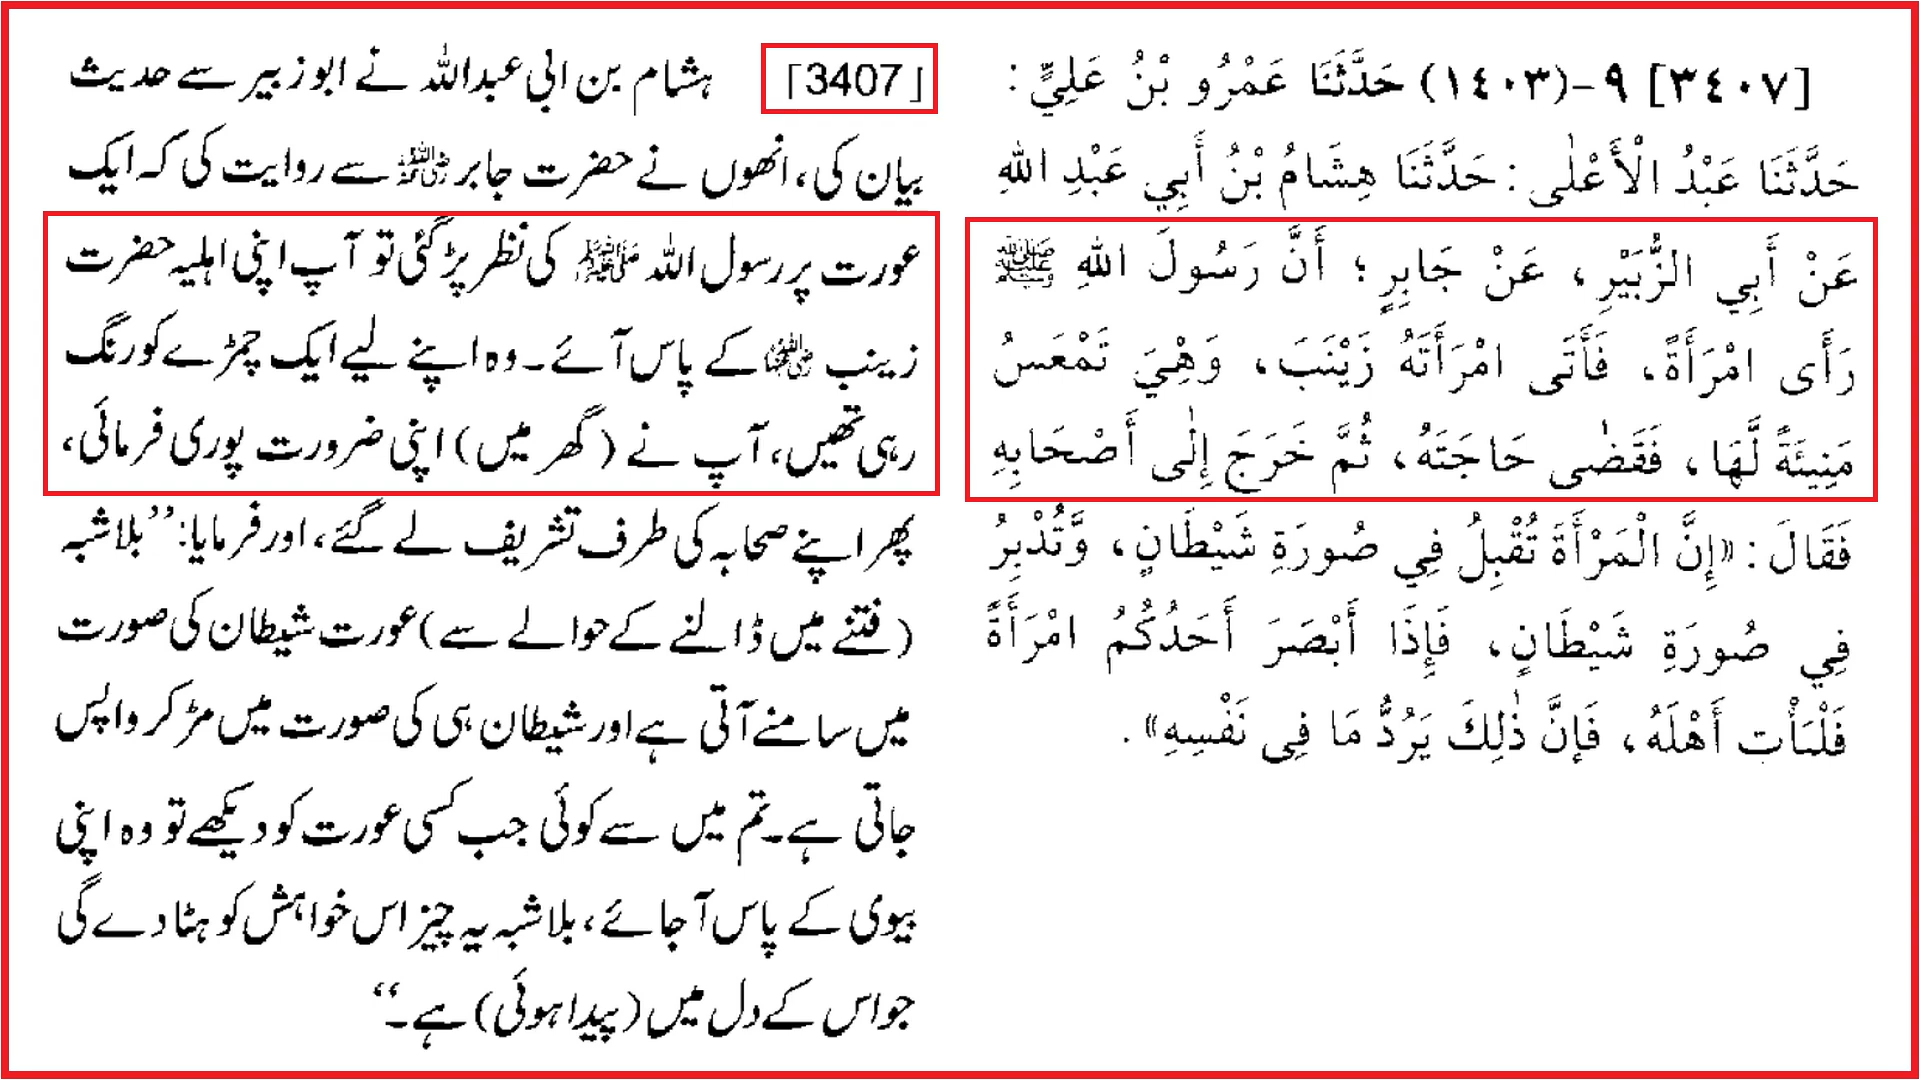 [٣٤٠٧] ٩-(١٤٠٣) حَدَّثَنَا عَمْرُو بْنُ عَلِيٍّ :
حَدَّثَنَا عَبْدُ الْأَعْلٰى : حَدَّثَنَا هِشَامُ بْنُ أَبِي عَبْدِ اللهِ
عَنْ أَبِي الزُّبَيْرِ ، عَنْ جَابِرٍ ؛ أَنَّ رَسُولَ اللهِ ﷺ
رَأَى امْرَأَةً، فَأَتَى امْرَأَتَهُ زَيْنَبَ، وَهِيَ تَمْعَسُ
مَنِيئَةً لَّهَا، فَقَضٰى حَاجَتَهُ، ثُمَّ خَرَجَ إِلٰى أَصْحَابِهِ
فَقَالَ: «إِنَّ الْمَرْأَةَ تُقْبِلُ فِي صُورَةِ شَيْطَانٍ، وَّتُدْبِرُ
فِي صُورَةِ شَيْطَانٍ، فَإِذَا أَبْصَرَ أَحَدُكُمُ امْرَأَةً
فَلْيَأْتِ أَهْلَهُ، فَإِنَّ ذٰلِكَ يَرُدُّ مَا فِي نَفْسِهِ» .
[3407] ہشام بن ابی عبداللہ نے ابوزبیر سے حدیث
بیان کی، انھوں نے حضرت جابر رضی اللہ عنہ سے روایت کی کہ ایک
عورت پر رسول اللہ ﷺ کی نظر پڑ گئی تو آپ اپنی اہلیہ حضرت
زینب رضی اللہ عنہا کے پاس آئے۔ وہ اپنے لیے ایک چمڑے کو رنگ
رہی تھیں، آپ نے (گھر میں) اپنی ضرورت پوری فرمائی،
پھر اپنے صحابہ کی طرف تشریف لے گئے، اور فرمایا: ’’بلاشبہ
(فتنے میں ڈالنے کے حوالے سے) عورت شیطان کی صورت
میں سامنے آتی ہے اور شیطان ہی کی صورت میں مڑ کر واپس
جاتی ہے۔ تم میں سے کوئی جب کسی عورت کو دیکھے تو وہ اپنی
بیوی کے پاس آ جائے، بلاشبہ یہ چیز اس خواہش کو ہٹا دے گی
جو اس کے دل میں (پیدا ہوئی) ہے۔‘‘